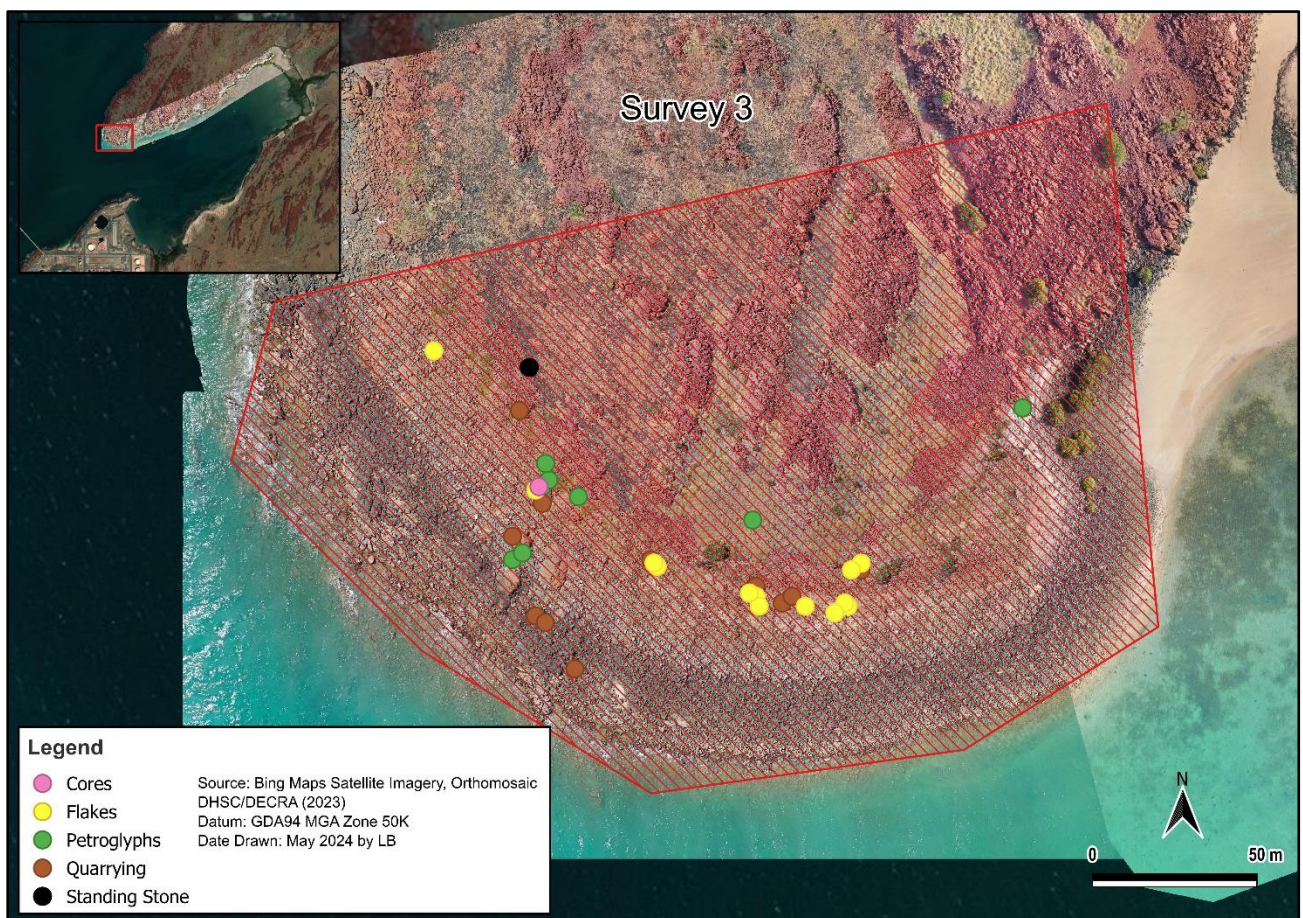 Survey 3
Legend
Cores
Flakes
Petroglyphs
Quarrying
Standing Stone
Source: Bing Maps Satellite Imagery, Orthomosaic
DHSC/DECRA (2023)
Datum: GDA94 MGA Zone 50K
Date Drawn: May 2024 by LB
N
0 50 m